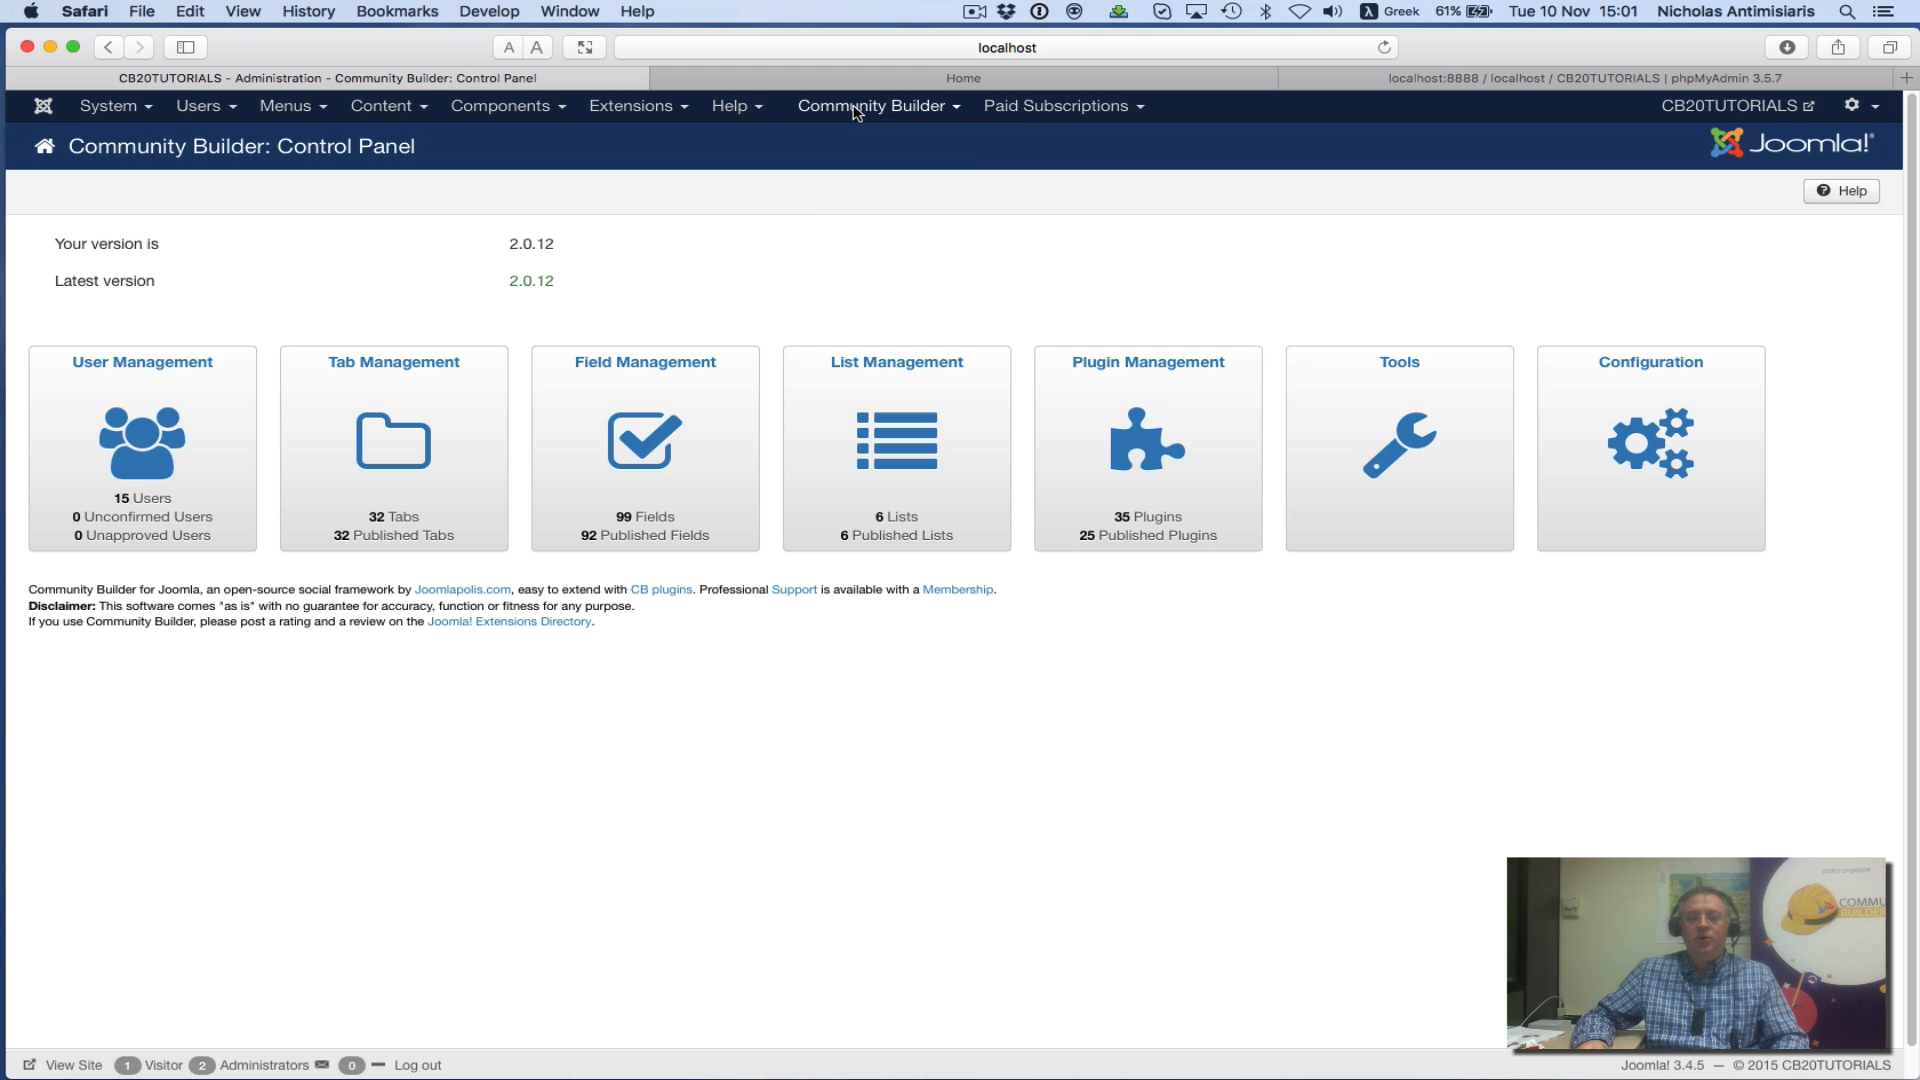 Safari File Edit View History Bookmarks Develop Window Help Greek 61% Tue 10 Nov 15:01 Nicholas Antimisiaris
A A localhost
CB20TUTORIALS - Administration - Community Builder: Control Panel Home localhost:8888 / localhost / CB20TUTORIALS | phpMyAdmin 3.5.7
System Users Menus Content Components Extensions Help Community Builder Paid Subscriptions CB20TUTORIALS
Community Builder: Control Panel Joomla!®
Help
Your version is 2.0.12
Latest version 2.0.12
User Management Tab Management Field Management List Management Plugin Management Tools Configuration
15 Users
0 Unconfirmed Users
0 Unapproved Users
32 Tabs
32 Published Tabs
99 Fields
92 Published Fields
6 Lists
6 Published Lists
35 Plugins
25 Published Plugins
Community Builder for Joomla, an open-source social framework by Joomlapolis.com, easy to extend with CB plugins. Professional Support is available with a Membership.
Disclaimer: This software comes "as is" with no guarantee for accuracy, function or fitness for any purpose.
If you use Community Builder, please post a rating and a review on the Joomla! Extensions Directory.
VIDEO SPONSOR
COMMU
BUILDER
View Site 1 Visitor 2 Administrators 0 Log out Joomla! 3.4.5 — © 2015 CB20TUTORIALS